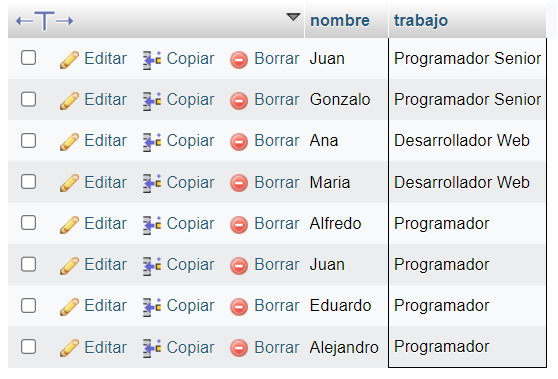 nombre trabajo
Editar Copiar Borrar Juan Programador Senior
Editar Copiar Borrar Gonzalo Programador Senior
Editar Copiar Borrar Ana Desarrollador Web
Editar Copiar Borrar Maria Desarrollador Web
Editar Copiar Borrar Alfredo Programador
Editar Copiar Borrar Juan Programador
Editar Copiar Borrar Eduardo Programador
Editar Copiar Borrar Alejandro Programador